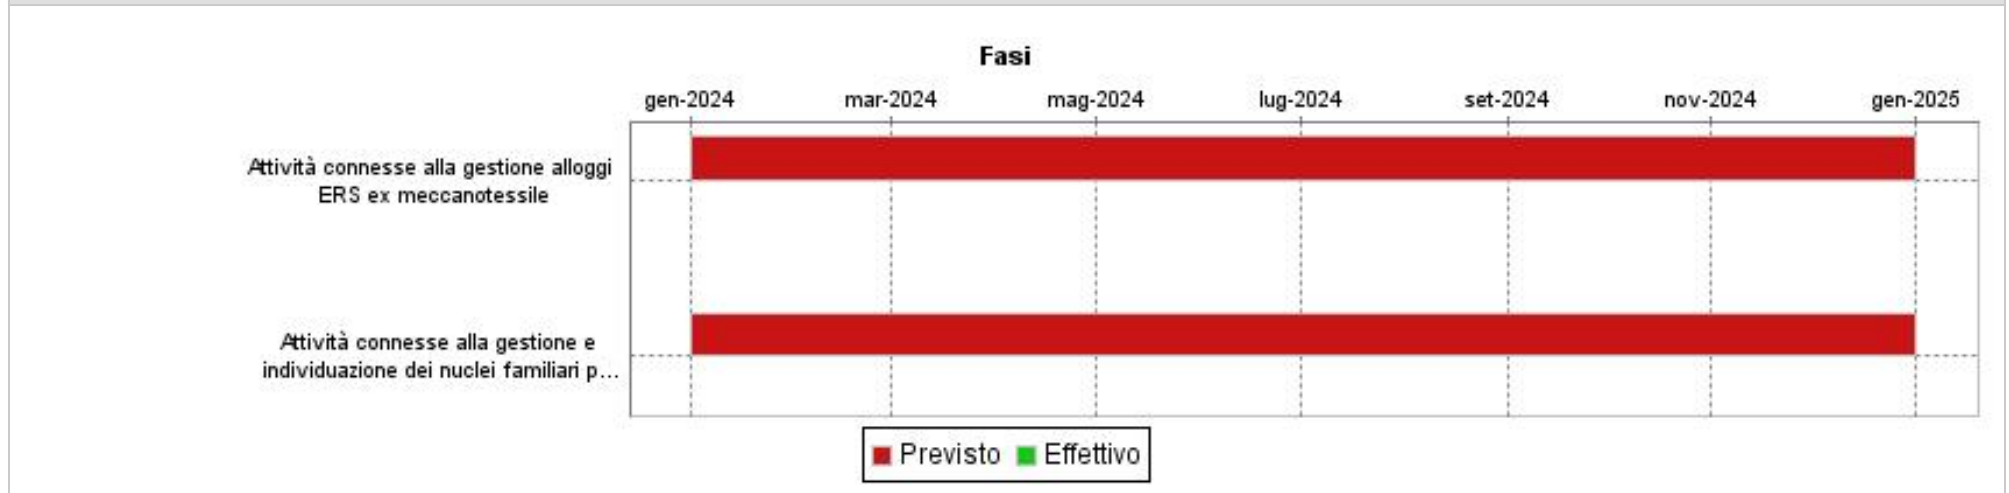 Fasi
gen-2024 mar-2024 mag-2024 lug-2024 set-2024 nov-2024 gen-2025
Attività connesse alla gestione alloggi
ERS ex meccanotessile
Attività connesse alla gestione e
individuazione dei nuclei familiari p...
Previsto Effettivo